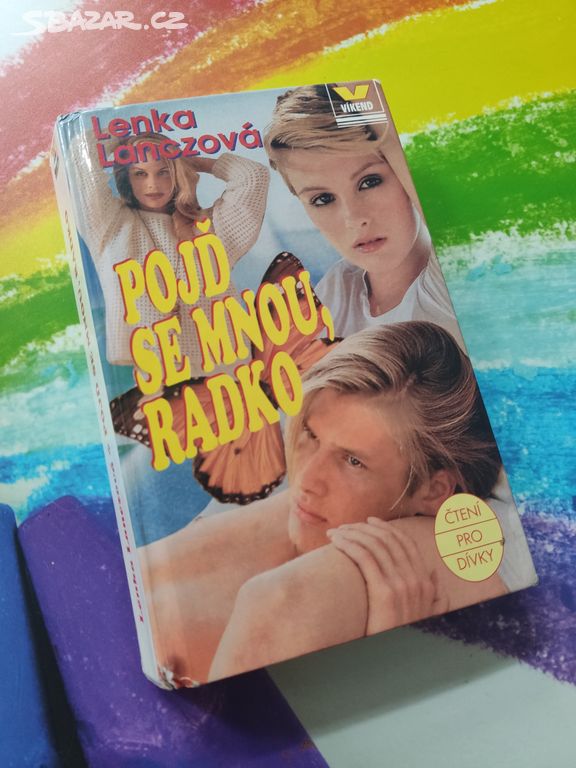 SBAZAR.CZ
Lenka
Lanczová
VÍKEND
POJĎ
SE MNOU,
RADKO
ČTENÍ
PRO
DÍVKY